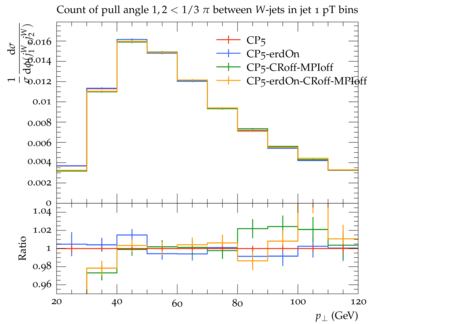 Count of pull angle 1, 2 < 1/3 π between W-jets in jet 1 pT bins
CP5
CP5-erdOn
CP5-CRoff-MPIoff
CP5-erdOn-CRoff-MPIoff
0.016
0.014
0.012
0.01
0.008
0.006
0.004
0.002
0
1.04
1.02
1
0.98
0.96
Ratio
20 40 60 80 100 120
p⊥ (GeV)